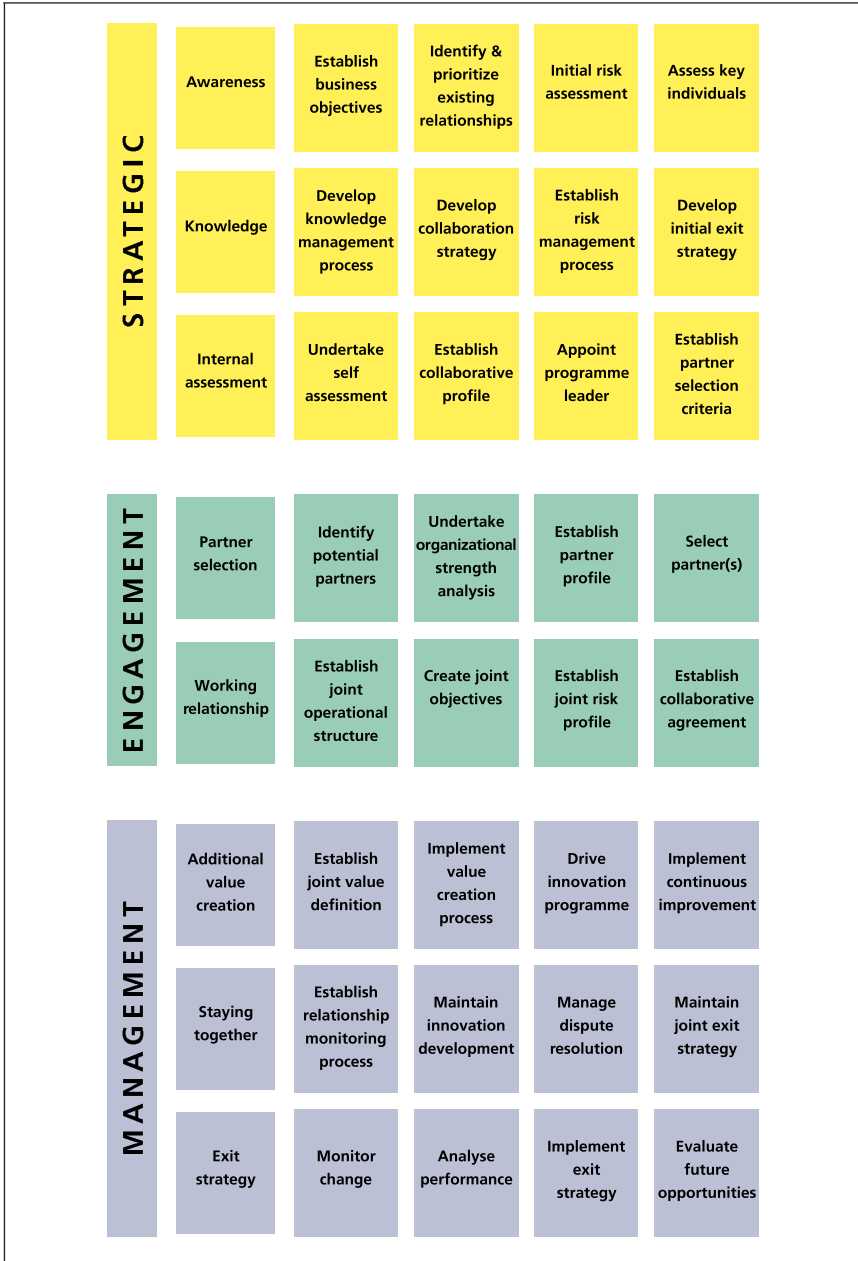 STRATEGIC
Awareness
Establish
business
objectives
Identify &
prioritize
existing
relationships
Initial risk
assessment
Assess key
individuals
Knowledge
Develop
knowledge
management
process
Develop
collaboration
strategy
Establish
risk
management
process
Develop
initial exit
strategy
Internal
assessment
Undertake
self
assessment
Establish
collaborative
profile
Appoint
programme
leader
Establish
partner
selection
criteria
ENGAGEMENT
Partner
selection
Identify
potential
partners
Undertake
organizational
strength
analysis
Establish
partner
profile
Select
partner(s)
Working
relationship
Establish
joint
operational
structure
Create joint
objectives
Establish
joint risk
profile
Establish
collaborative
agreement
MANAGEMENT
Additional
value
creation
Establish
joint value
definition
Implement
value
creation
process
Drive
innovation
programme
Implement
continuous
improvement
Staying
together
Establish
relationship
monitoring
process
Maintain
innovation
development
Manage
dispute
resolution
Maintain
joint exit
strategy
Exit
strategy
Monitor
change
Analyse
performance
Implement
exit
strategy
Evaluate
future
opportunities